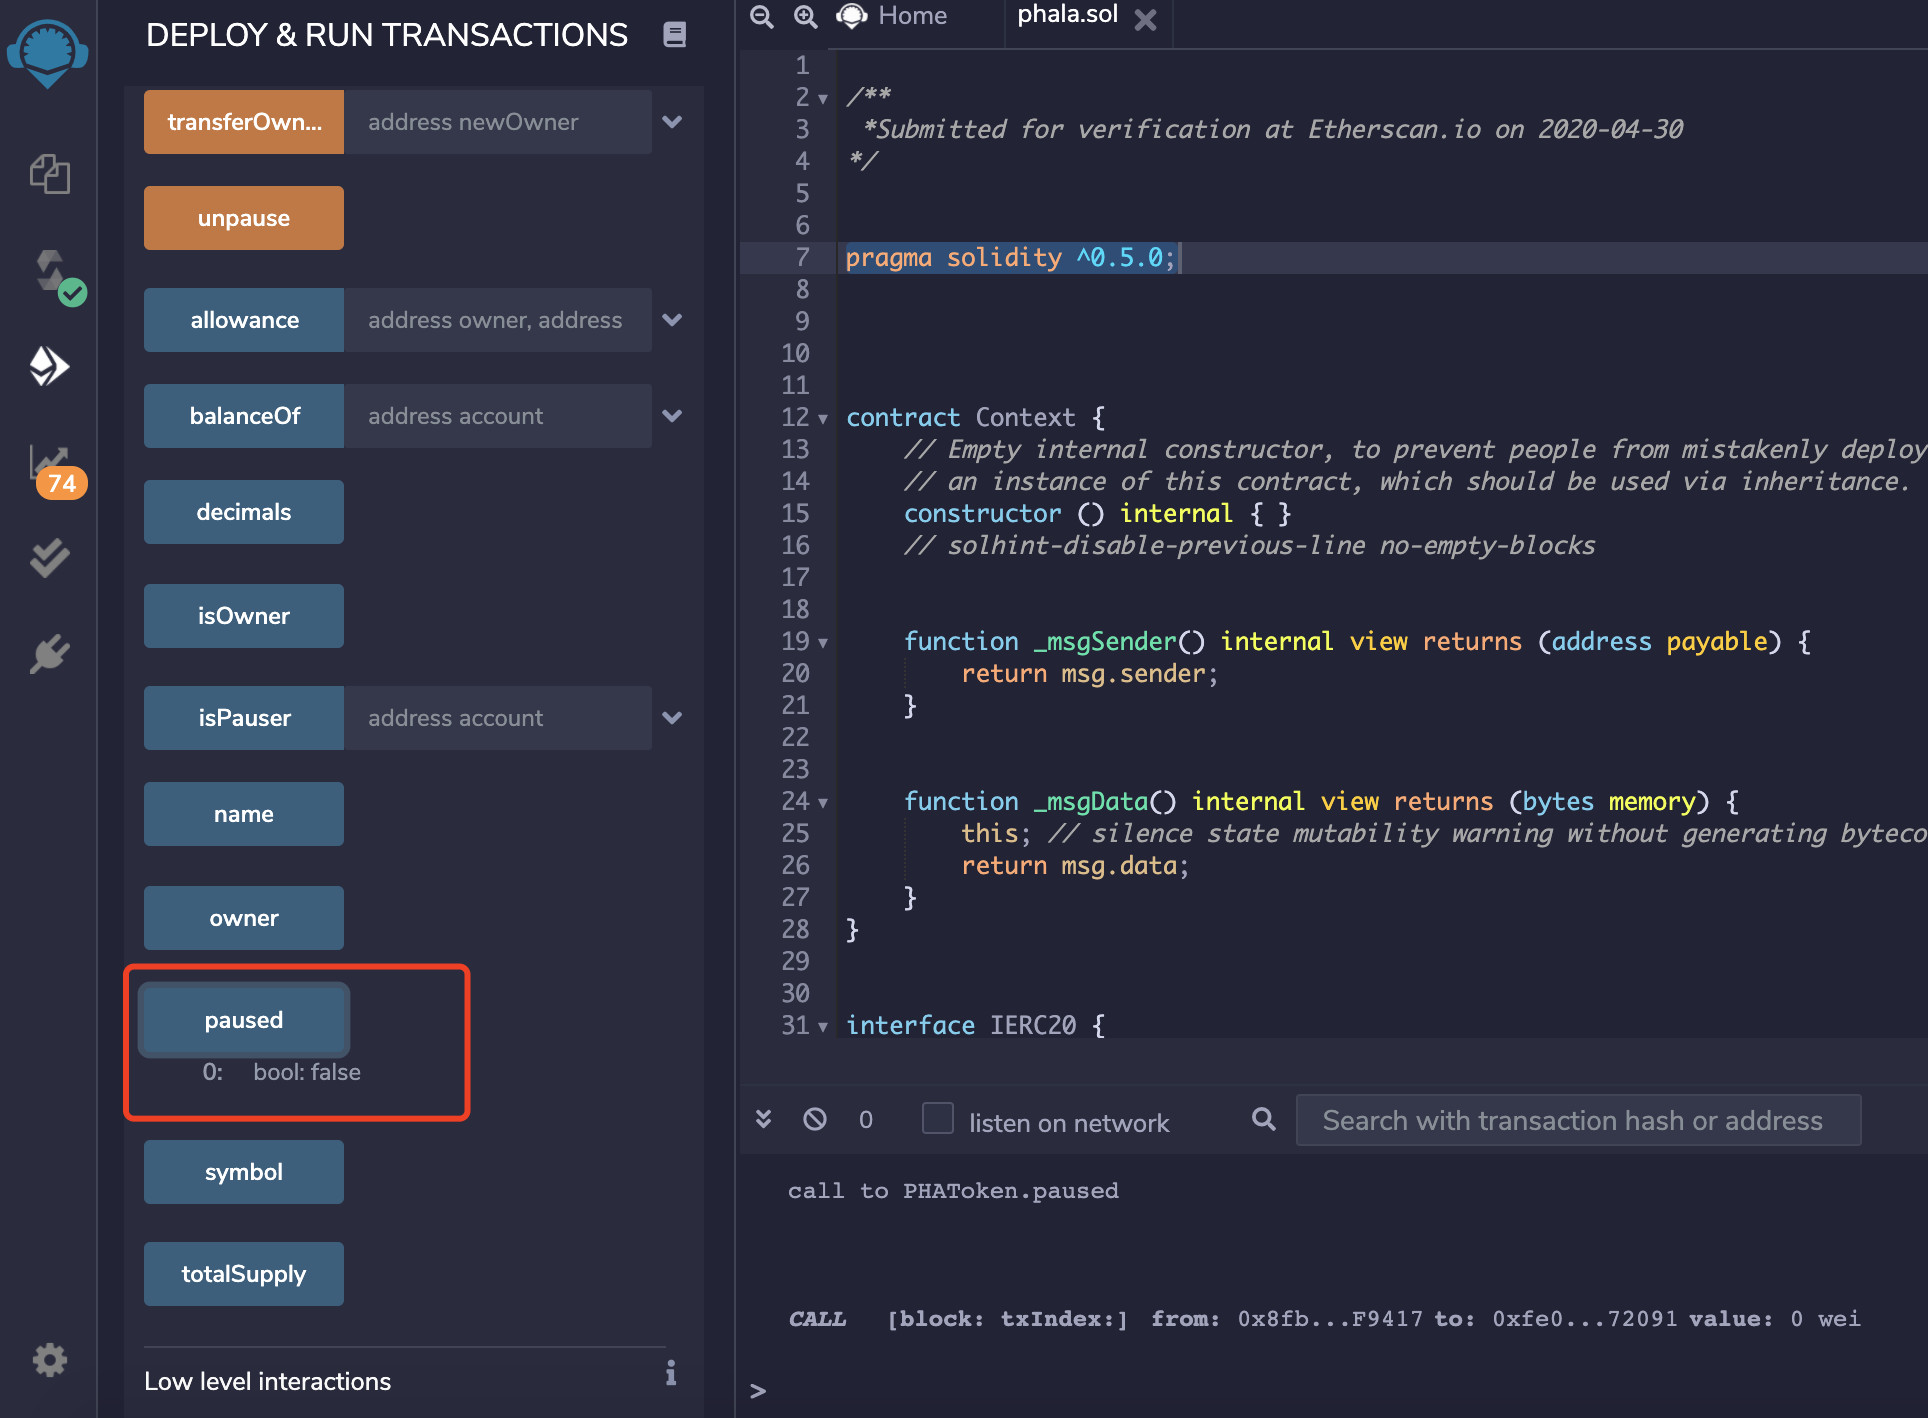 DEPLOY & RUN TRANSACTIONS
transferOwn...
address newOwner
unpause
allowance
address owner, address
balanceOf
address account
decimals
isOwner
isPauser
address account
name
owner
paused
0: bool: false
symbol
totalSupply
Low level interactions
74
Home
phala.sol
1
2 /**
3 *Submitted for verification at Etherscan.io on 2020-04-30
4 */
5
6
7 pragma solidity ^0.5.0;
8
9
10
11
12 contract Context {
13 // Empty internal constructor, to prevent people from mistakenly deploy
14 // an instance of this contract, which should be used via inheritance.
15 constructor () internal { }
16 // solhint-disable-previous-line no-empty-blocks
17
18
19 function _msgSender() internal view returns (address payable) {
20 return msg.sender;
21 }
22
23
24 function _msgData() internal view returns (bytes memory) {
25 this; // silence state mutability warning without generating byteco
26 return msg.data;
27 }
28 }
29
30
31 interface IERC20 {
0
listen on network
Search with transaction hash or address
call to PHAToken.paused
CALL [block: txIndex:] from: 0x8fb...F9417 to: 0xfe0...72091 value: 0 wei
>